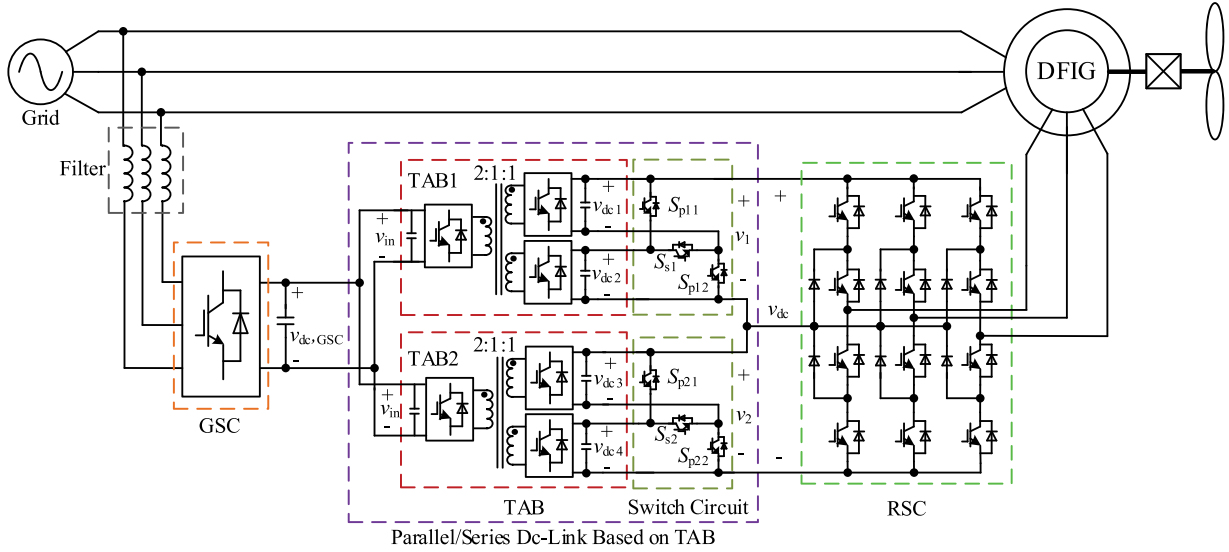 DFIG
Grid
Filter
TAB1
2:1:1
+
v_dc1
-
S_p11
+
+
v_in
-
+
v_dc2
-
S_s1
S_p12
v_1
-
v_dc
+
v_dc,GSC
-
GSC
TAB2
2:1:1
+
v_dc3
-
S_p21
+
+
v_in
-
+
v_dc4
-
S_s2
S_p22
v_2
-
-
TAB
Switch Circuit
RSC
Parallel/Series Dc-Link Based on TAB